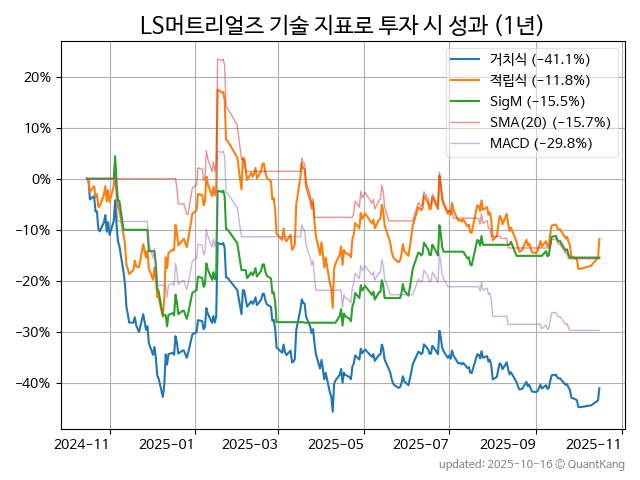 LS머트리얼즈 기술 지표로 투자 시 성과 (1년)
거치식 (−41.1%)
적립식 (−11.8%)
SigM (−15.5%)
SMA(20) (−15.7%)
MACD (−29.8%)
20%
10%
0%
−10%
−20%
−30%
−40%
2024-11 2025-01 2025-03 2025-05 2025-07 2025-09 2025-11
updated: 2025-10-16 ⓒ QuantKang